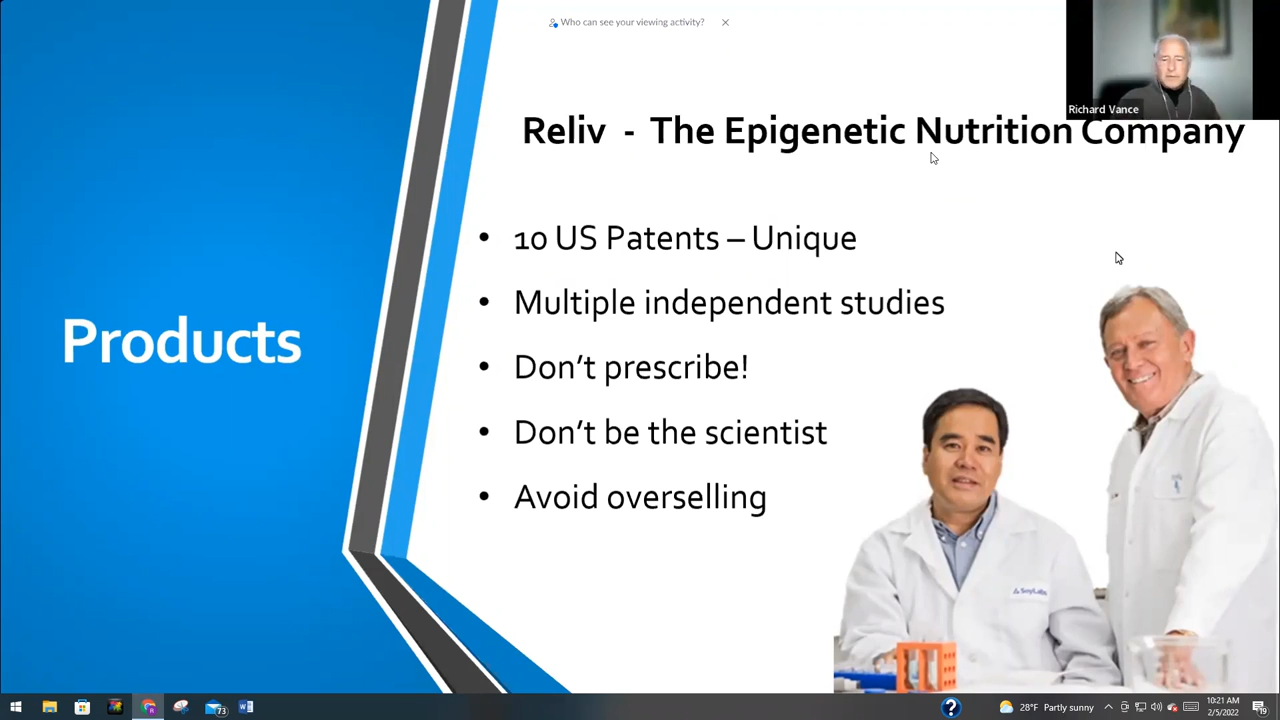 Who can see your viewing activity?
Richard Vance
Reliv - The Epigenetic Nutrition Company
Products
• 10 US Patents – Unique
• Multiple independent studies
• Don’t prescribe!
• Don’t be the scientist
• Avoid overselling
SoyLabs
73
28°F Partly sunny
10:21 AM
2/5/2022
19